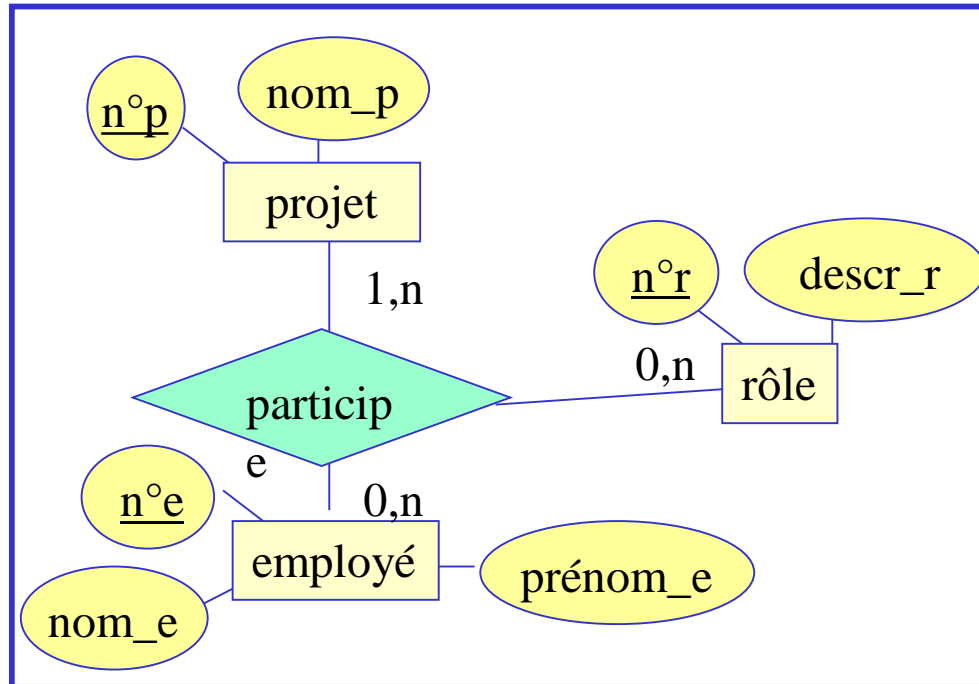 n°p
nom_p
projet
1,n
n°r
descr_r
0,n
rôle
particip
e
n°e
0,n
employé
prénom_e
nom_e